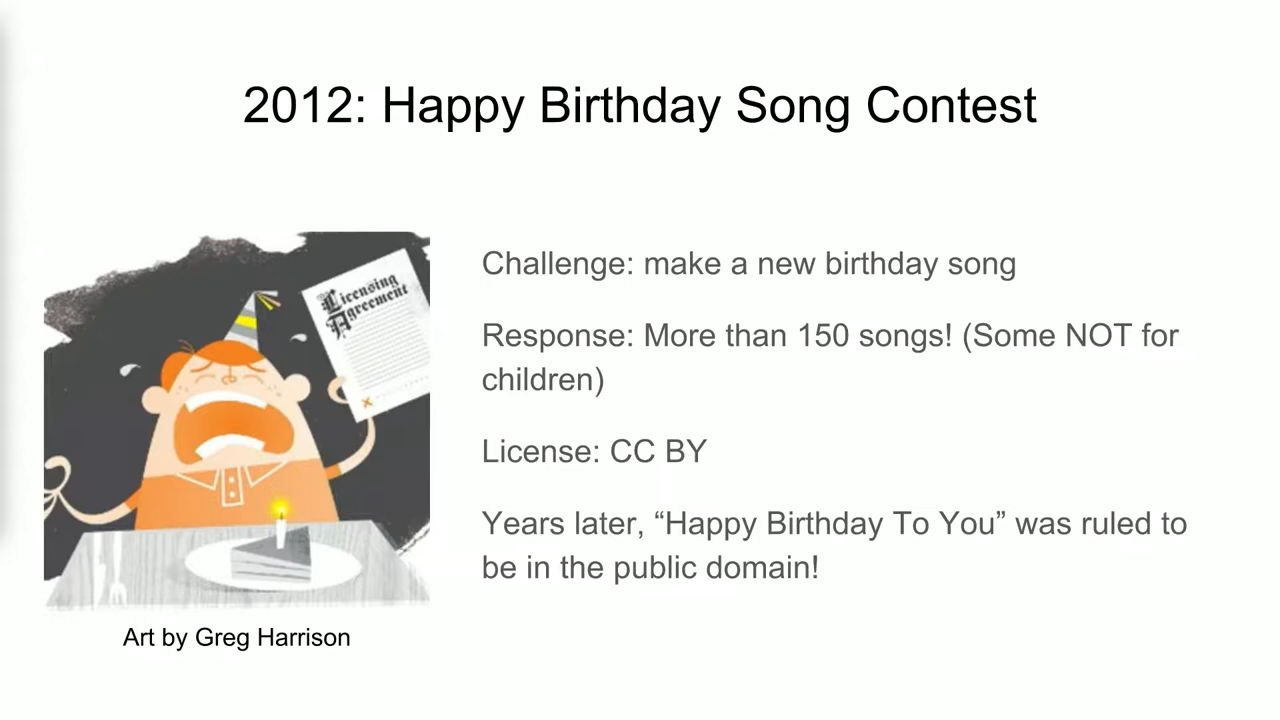 2012: Happy Birthday Song Contest
Licensing
Agreement
Challenge: make a new birthday song
Response: More than 150 songs! (Some NOT for
children)
License: CC BY
Years later, “Happy Birthday To You” was ruled to
be in the public domain!
Art by Greg Harrison